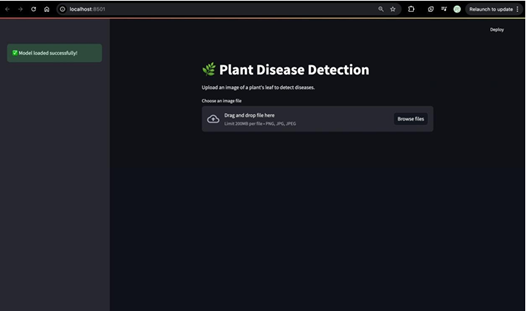 localhost:8501
Relaunch to update
Deploy
Model loaded successfully!
Plant Disease Detection
Upload an image of a plant's leaf to detect diseases.
Choose an image file
Drag and drop file here
Limit 200MB per file • PNG, JPG, JPEG
Browse files